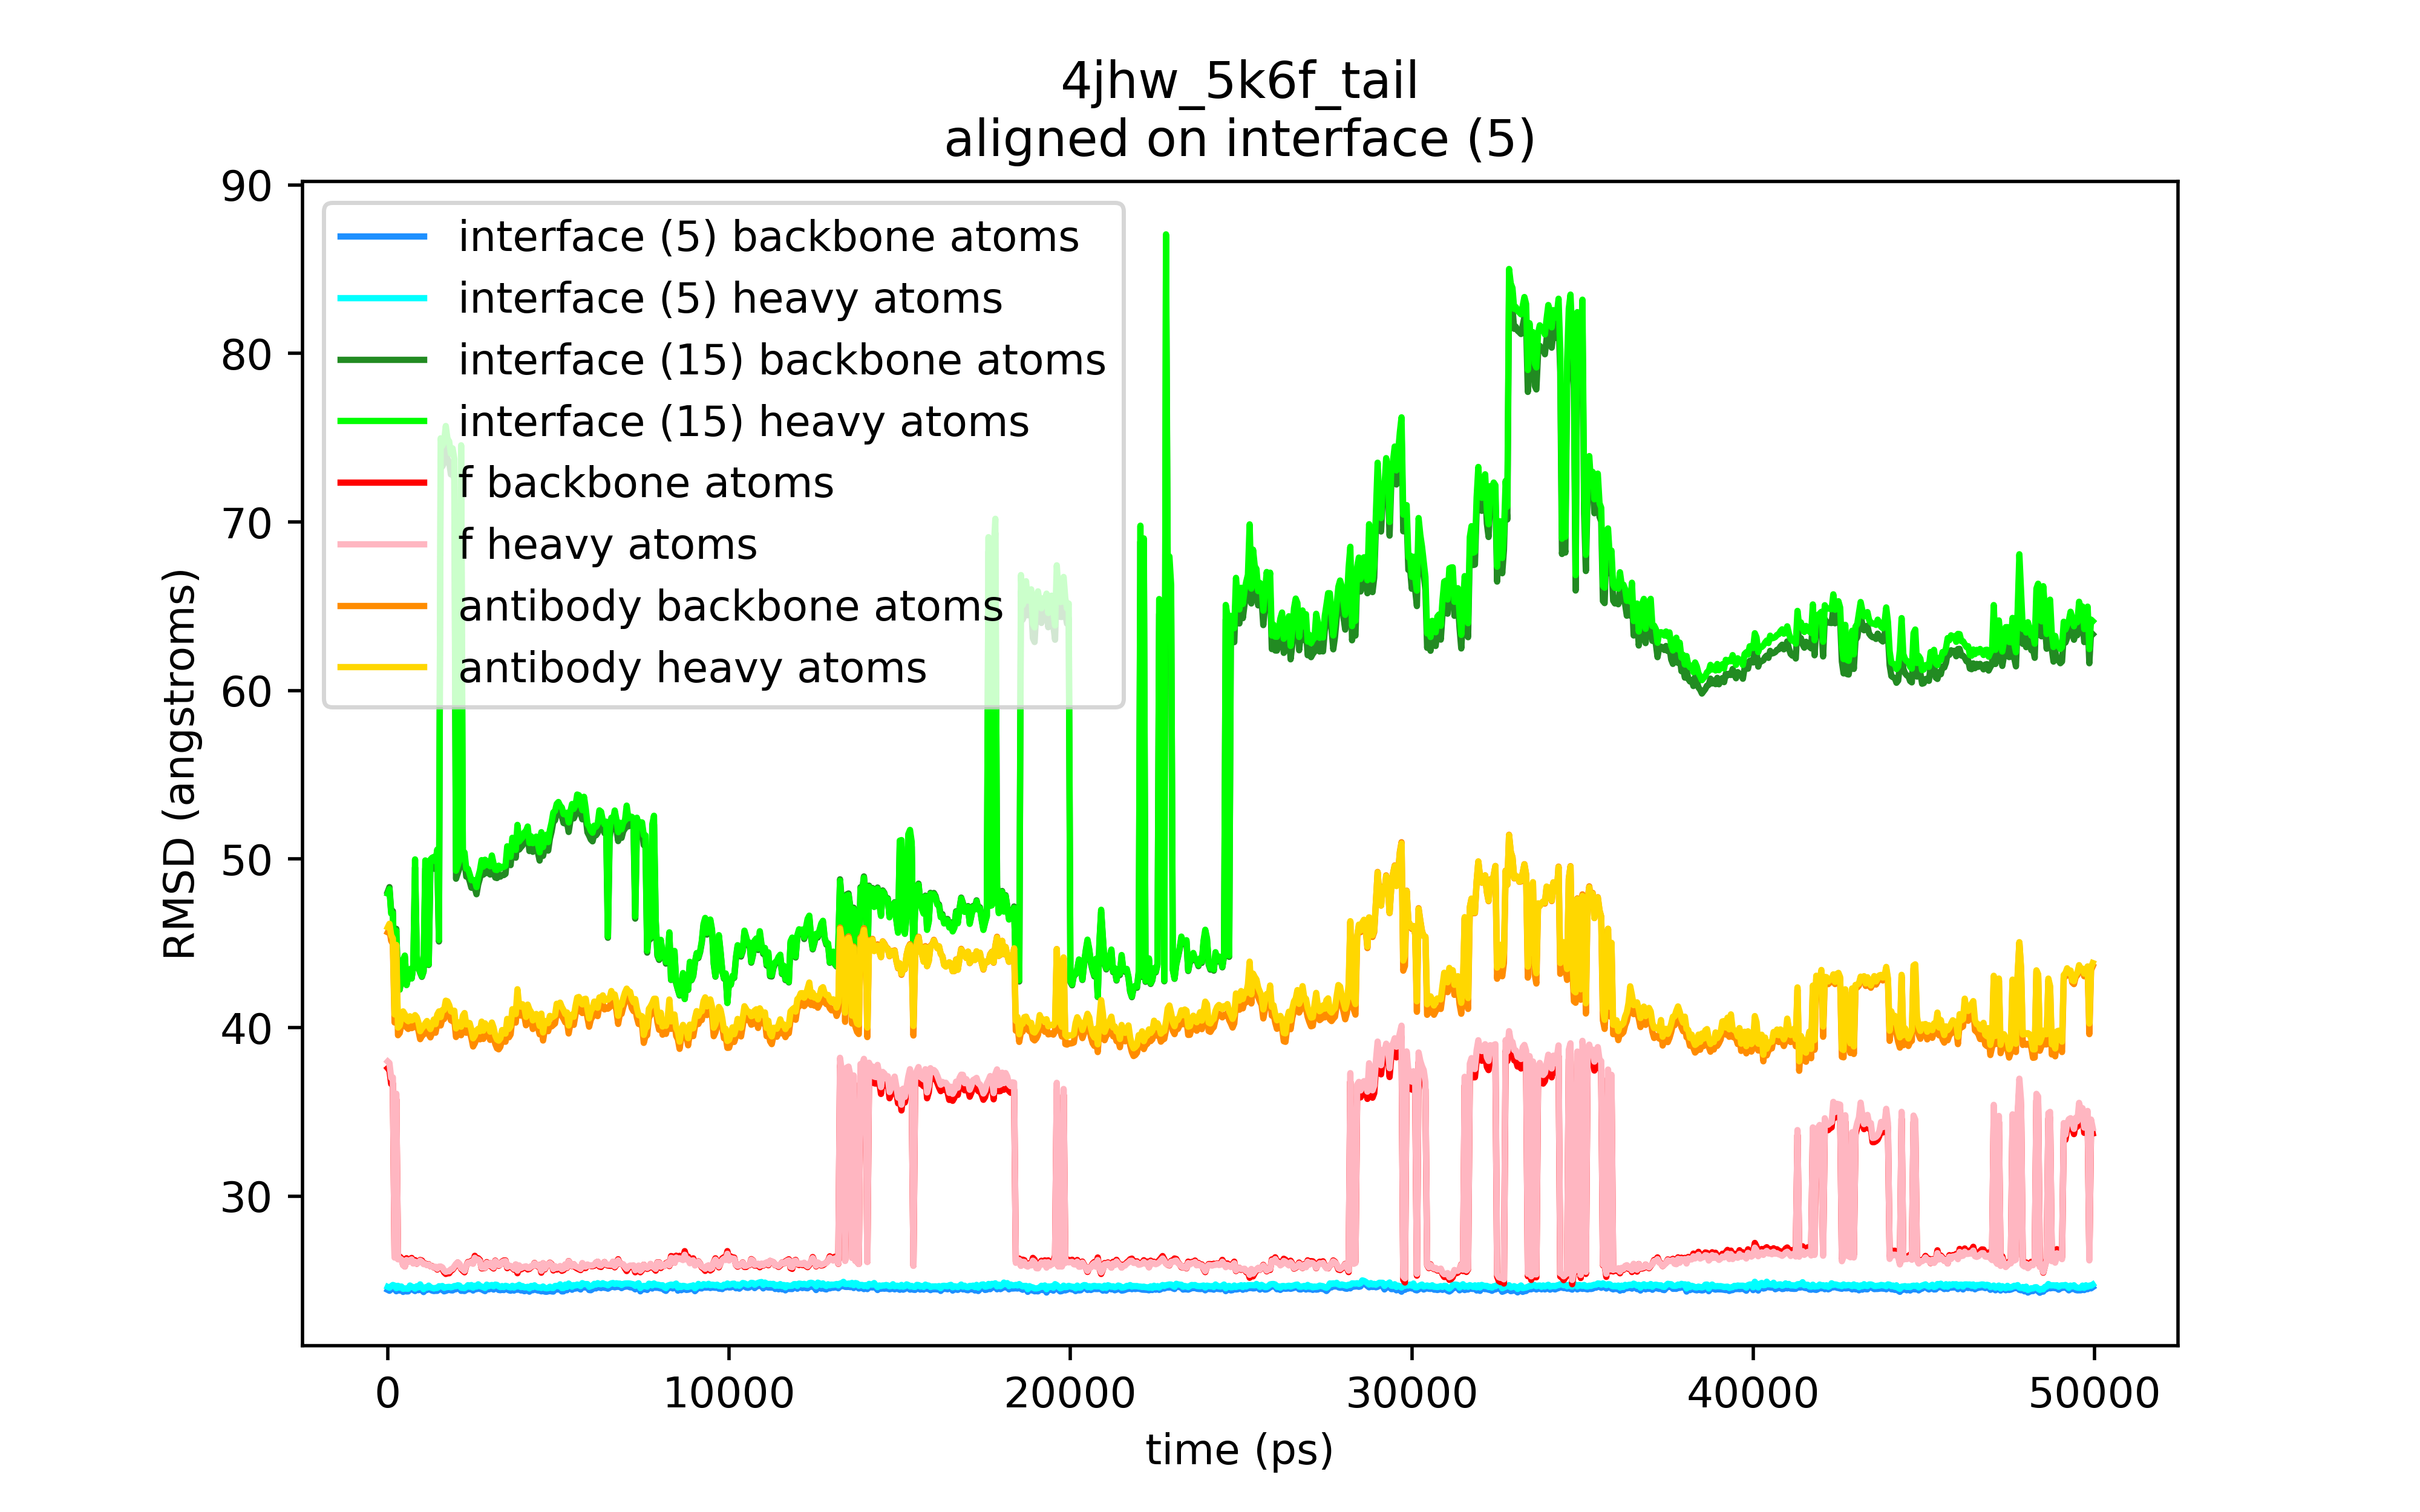 4jhw_5k6f_tail
aligned on interface (5)
90
80
70
60
50
40
30
RMSD (angstroms)
interface (5) backbone atoms
interface (5) heavy atoms
interface (15) backbone atoms
interface (15) heavy atoms
f backbone atoms
f heavy atoms
antibody backbone atoms
antibody heavy atoms
0
10000
20000
30000
40000
50000
time (ps)